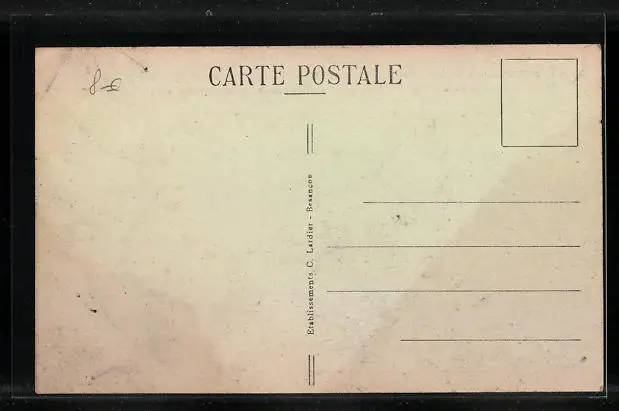 CARTE POSTALE
Etablissements C. Lardier - Besançon